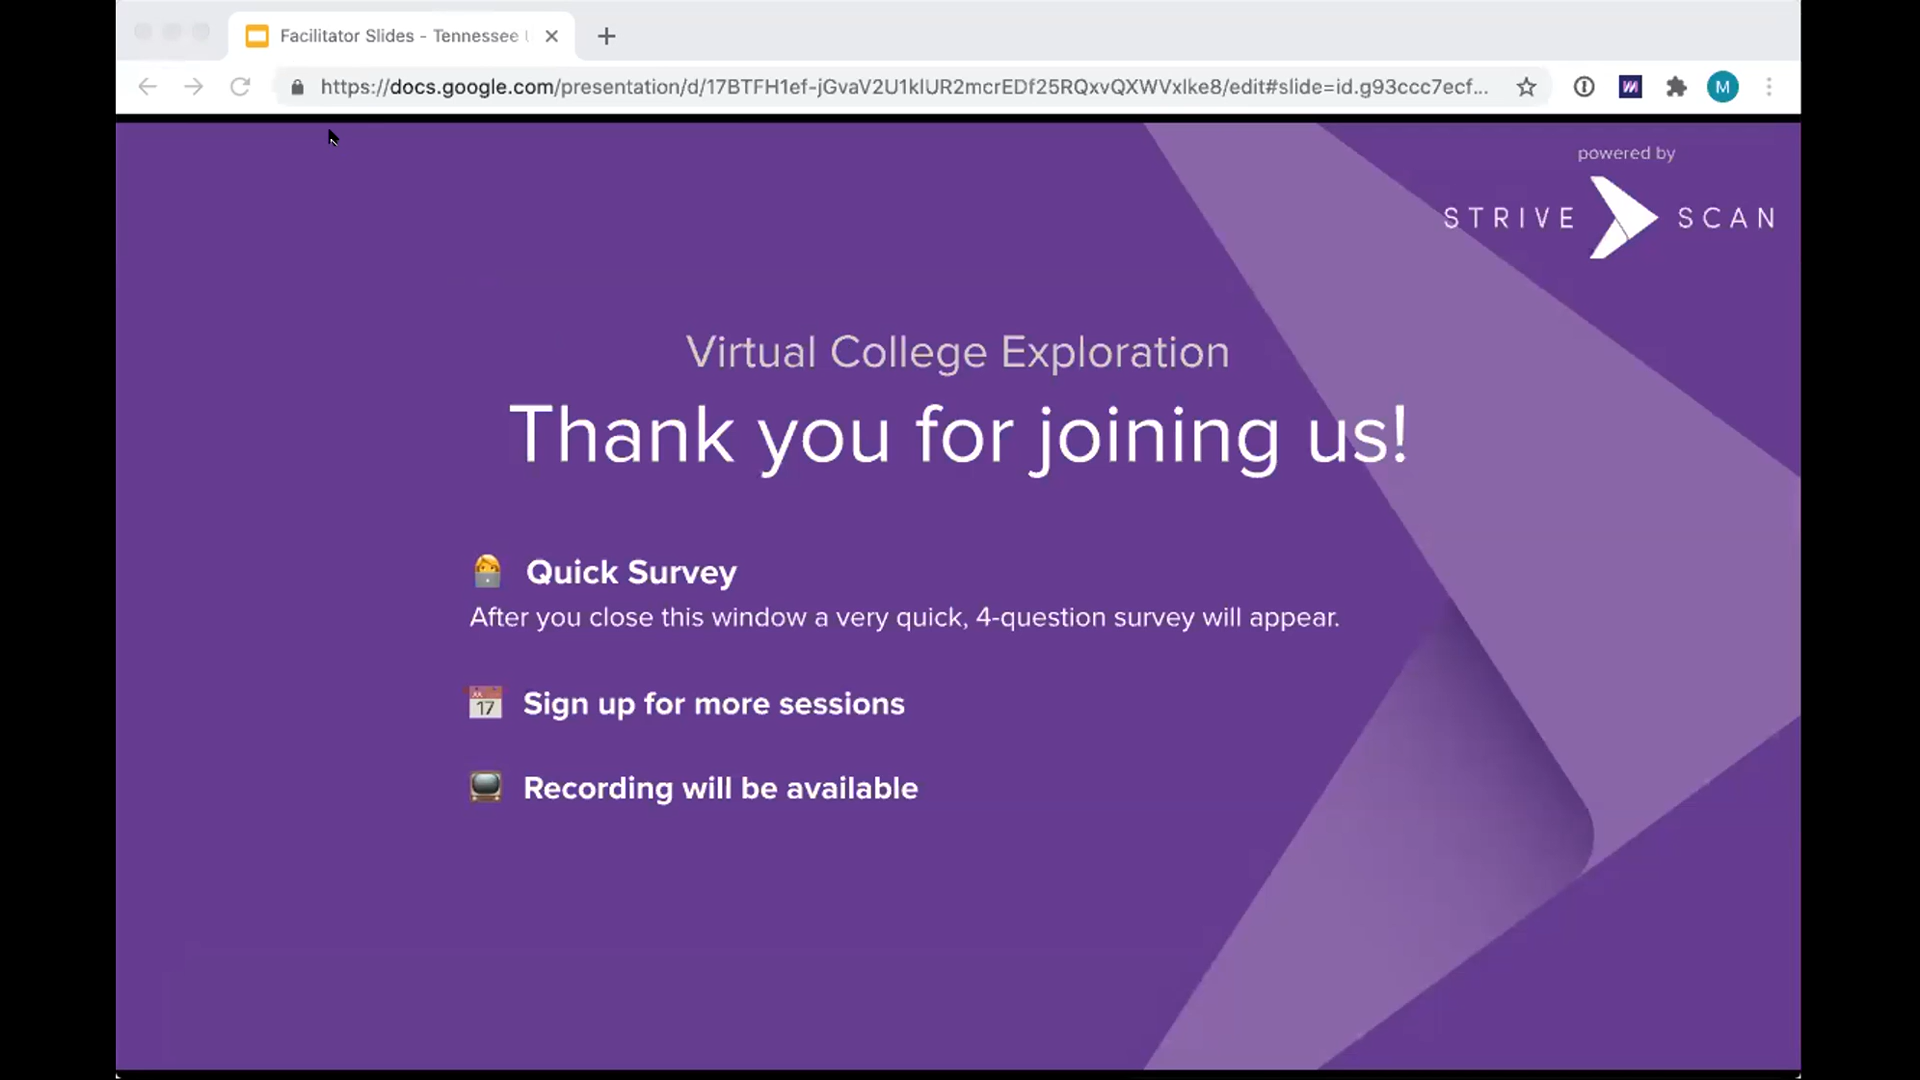 Facilitator Slides - Tennessee
https://docs.google.com/presentation/d/17BTFH1ef-jGvaV2U1klUR2mcrEDf25RQxvQXWVxlke8/edit#slide=id.g93ccc7ecf...
M
powered by
STRIVE SCAN
Virtual College Exploration
Thank you for joining us!
Quick Survey
After you close this window a very quick, 4-question survey will appear.
17
Sign up for more sessions
Recording will be available